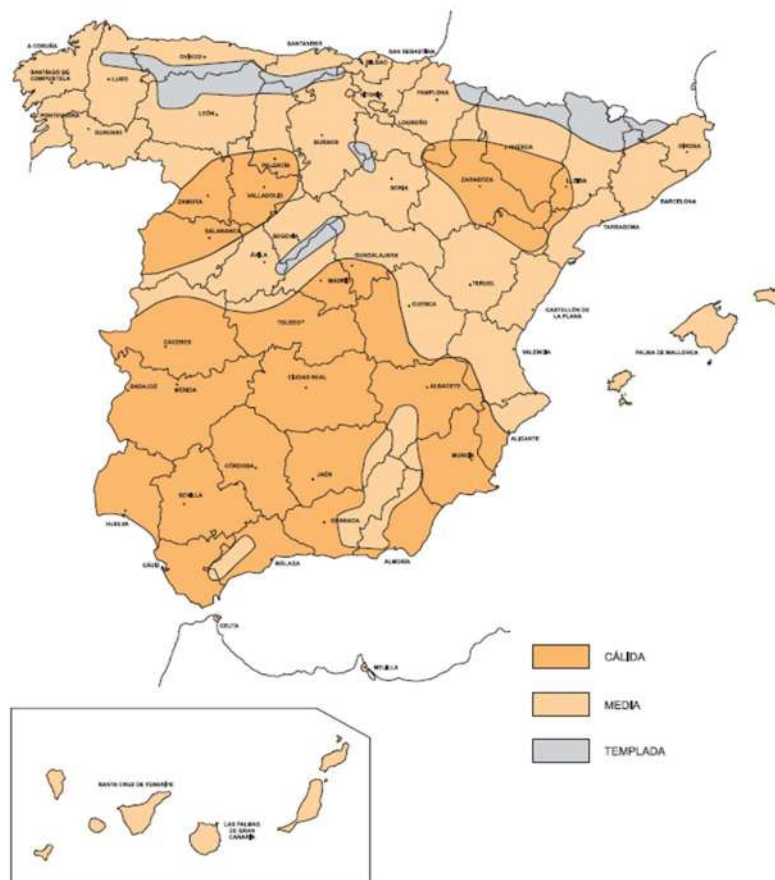 A CORUÑA
OVIEDO
SANTANDER
SAN SEBASTIÁN
BILBAO
SANTIAGO DE
COMPOSTELA
LUGO
VITORIA
PAMPLONA
LEÓN
LOGROÑO
PONTEVEDRA
OURENSE
BURGOS
HUESCA
GIRONA
PALENCIA
ZARAGOZA
LLEIDA
ZAMORA
VALLADOLID
SORIA
BARCELONA
TARRAGONA
SALAMANCA
SEGOVIA
ÁVILA
GUADALAJARA
MADRID
TERUEL
CUENCA
CASTELLÓN DE
LA PLANA
TOLEDO
CÁCERES
VALENCIA
PALMA DE MALLORCA
BADAJOZ
MÉRIDA
CIUDAD REAL
ALBACETE
ALICANTE
CÓRDOBA
JAÉN
MURCIA
SEVILLA
HUELVA
GRANADA
CÁDIZ
MÁLAGA
ALMERÍA
CEUTA
MELILLA
CÁLIDA
MEDIA
TEMPLADA
SANTA CRUZ DE TENERIFE
LAS PALMAS
DE GRAN
CANARIA